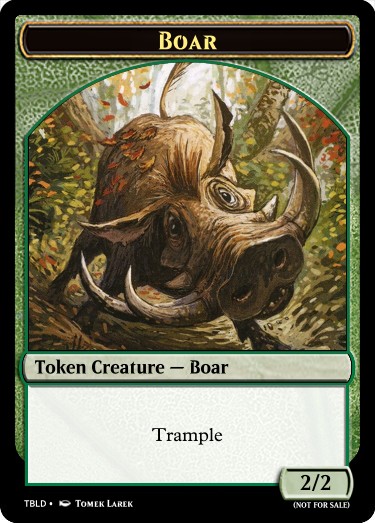 Boar
Token Creature — Boar
Trample
2/2
TBLD • Tomek Larek
(NOT FOR SALE)